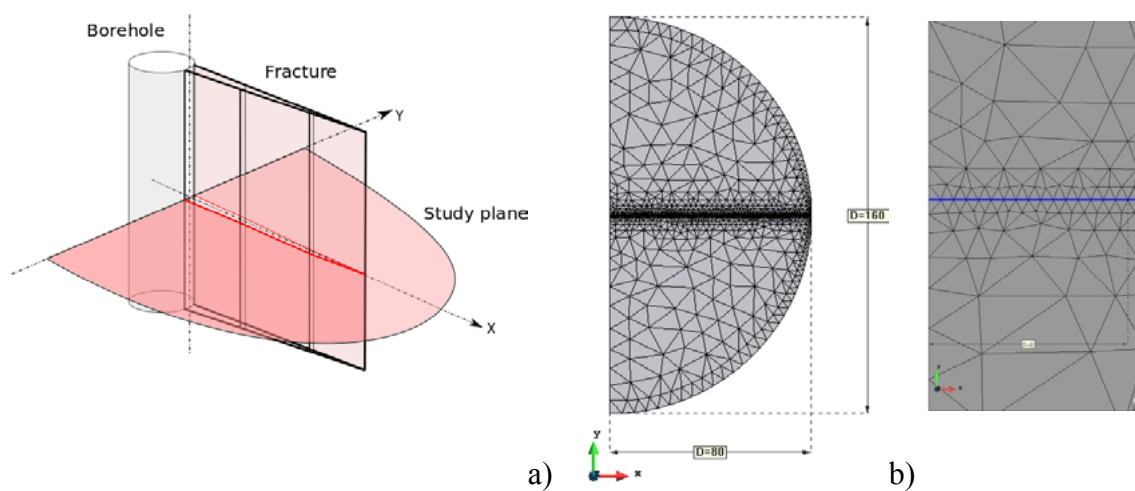 Borehole
Fracture
Y
Study plane
X
a)
D=160
D=80
y
x
b)
y
x